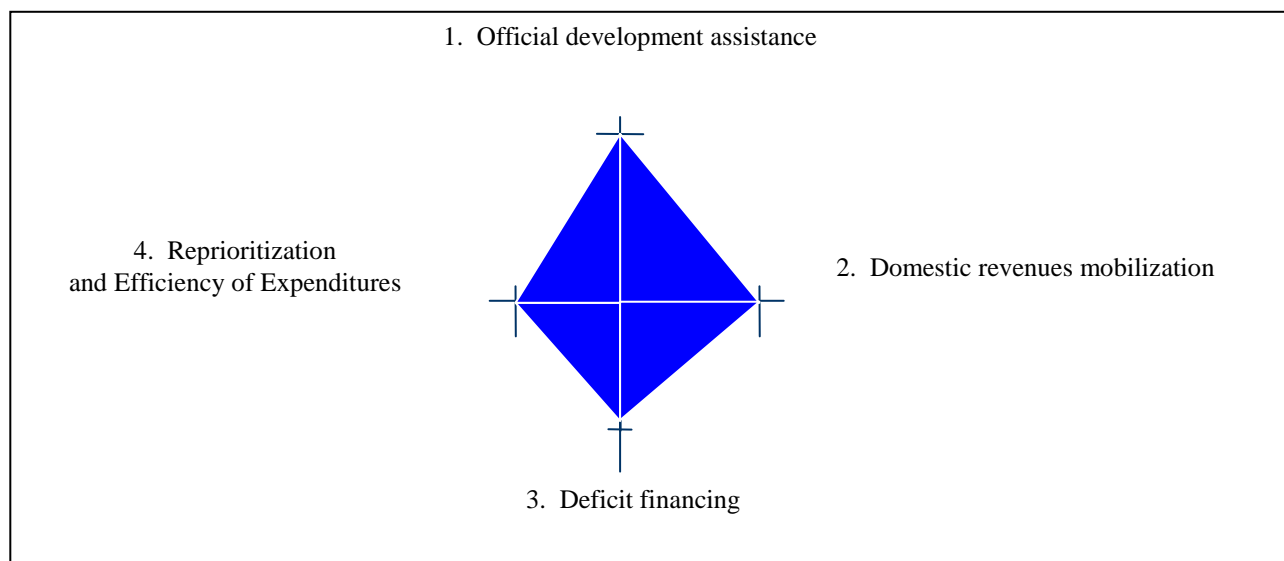 1. Official development assistance
4. Reprioritization
and Efficiency of Expenditures
2. Domestic revenues mobilization
3. Deficit financing